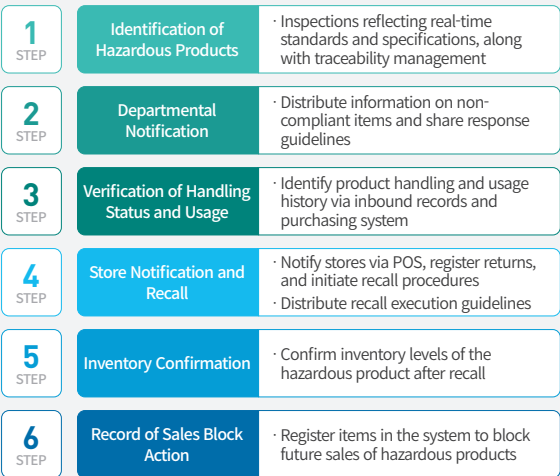 1
STEP
Identification of
Hazardous Products
· Inspections reflecting real-time
standards and specifications, along
with traceability management
2
STEP
Departmental
Notification
· Distribute information on non-
compliant items and share response
guidelines
3
STEP
Verification of Handling
Status and Usage
· Identify product handling and usage
history via inbound records and
purchasing system
4
STEP
Store Notification and
Recall
· Notify stores via POS, register returns,
and initiate recall procedures
· Distribute recall execution guidelines
5
STEP
Inventory Confirmation
· Confirm inventory levels of the
hazardous product after recall
6
STEP
Record of Sales Block
Action
· Register items in the system to block
future sales of hazardous products